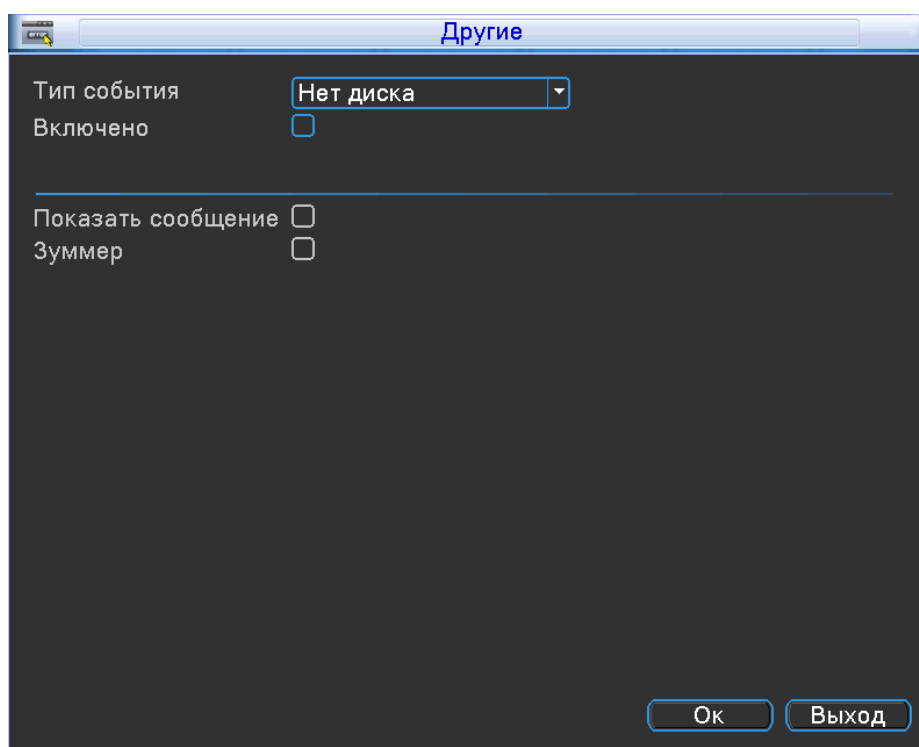 Другие
Тип события Нет диска
Включено
Показать сообщение
Зуммер
Ок Выход